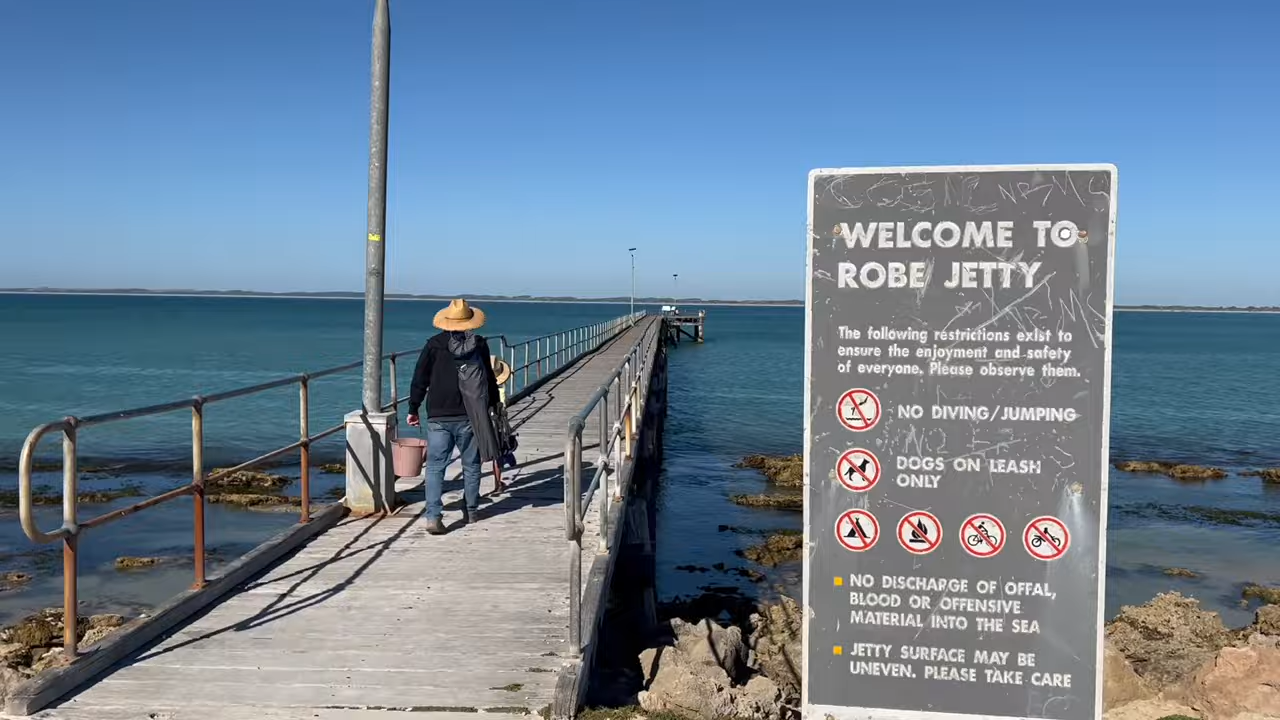 WELCOME TO
ROBE JETTY
The following restrictions exist to
ensure the enjoyment and safety
of everyone. Please observe them.
NO DIVING/JUMPING
DOGS ON LEASH
ONLY
NO DISCHARGE OF OFFAL,
BLOOD OR OFFENSIVE
MATERIAL INTO THE SEA
JETTY SURFACE MAY BE
UNEVEN. PLEASE TAKE CARE